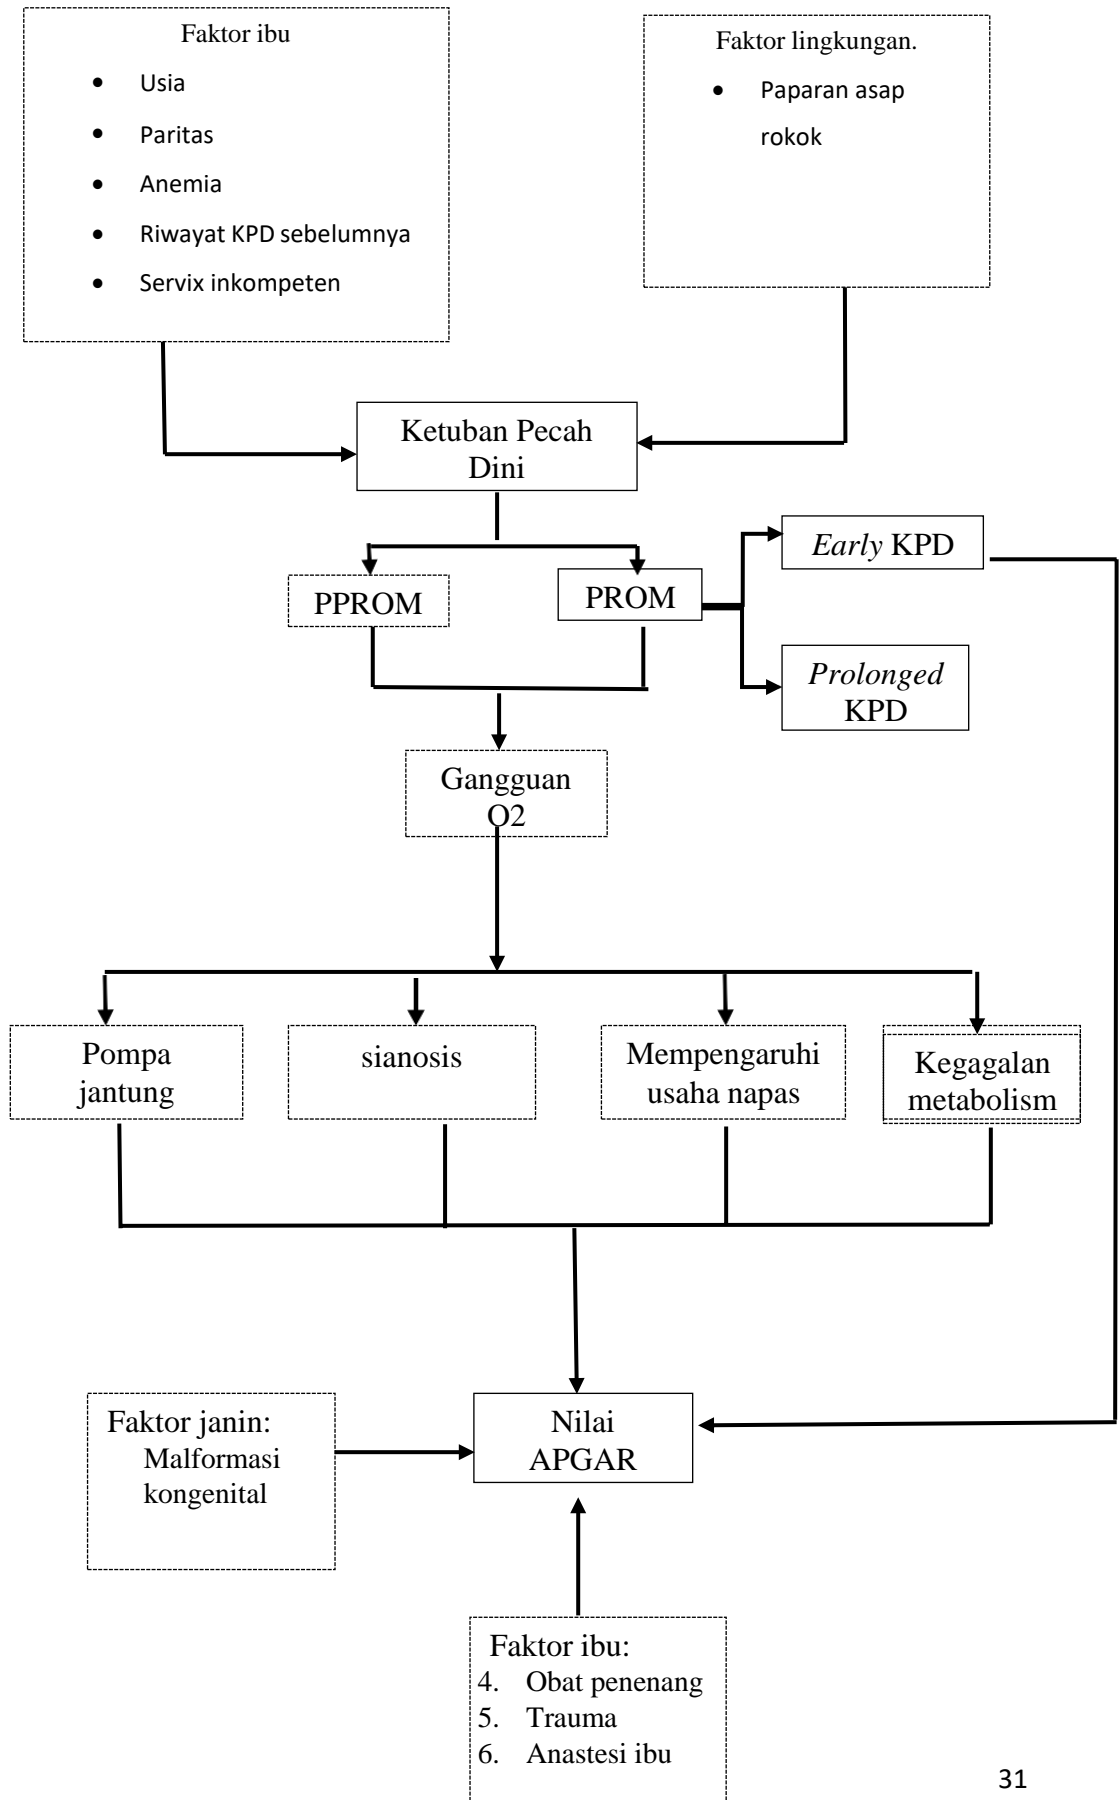 Faktor ibu
• Usia
• Paritas
• Anemia
• Riwayat KPD sebelumnya
• Servix inkompeten
Faktor lingkungan.
• Paparan asap
rokok
Ketuban Pecah
Dini
PPROM
PROM
Early KPD
Prolonged
KPD
Gangguan
O2
Pompa
jantung
sianosis
Mempengaruhi
usaha napas
Kegagalan
metabolism
Faktor janin:
Malformasi
kongenital
Nilai
APGAR
Faktor ibu:
4. Obat penenang
5. Trauma
6. Anastesi ibu
31